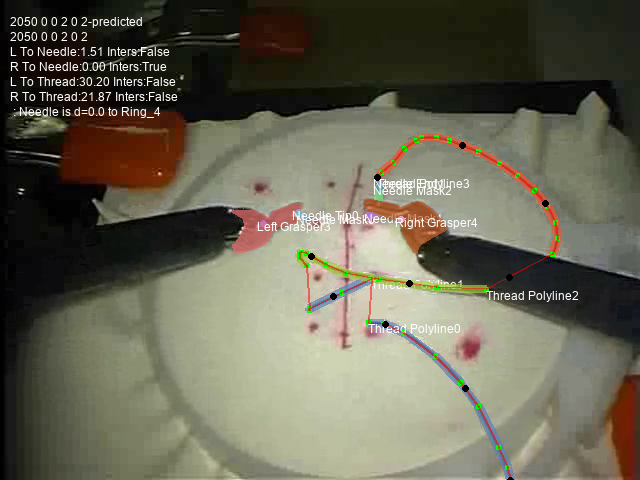 2050 0 0 2 0 2-predicted
2050 0 0 2 0 2
L To Needle:1.51 Inters:False
R To Needle:0.00 Inters:True
L To Thread:30.20 Inters:False
R To Thread:21.87 Inters:False
: Needle is d=0.0 to Ring_4
Polyline3
Needle Mask2
Needle Tip0
Needle Mask
Left Grasper3
Right Grasper4
Thread Polyline1
Thread Polyline2
Thread Polyline0